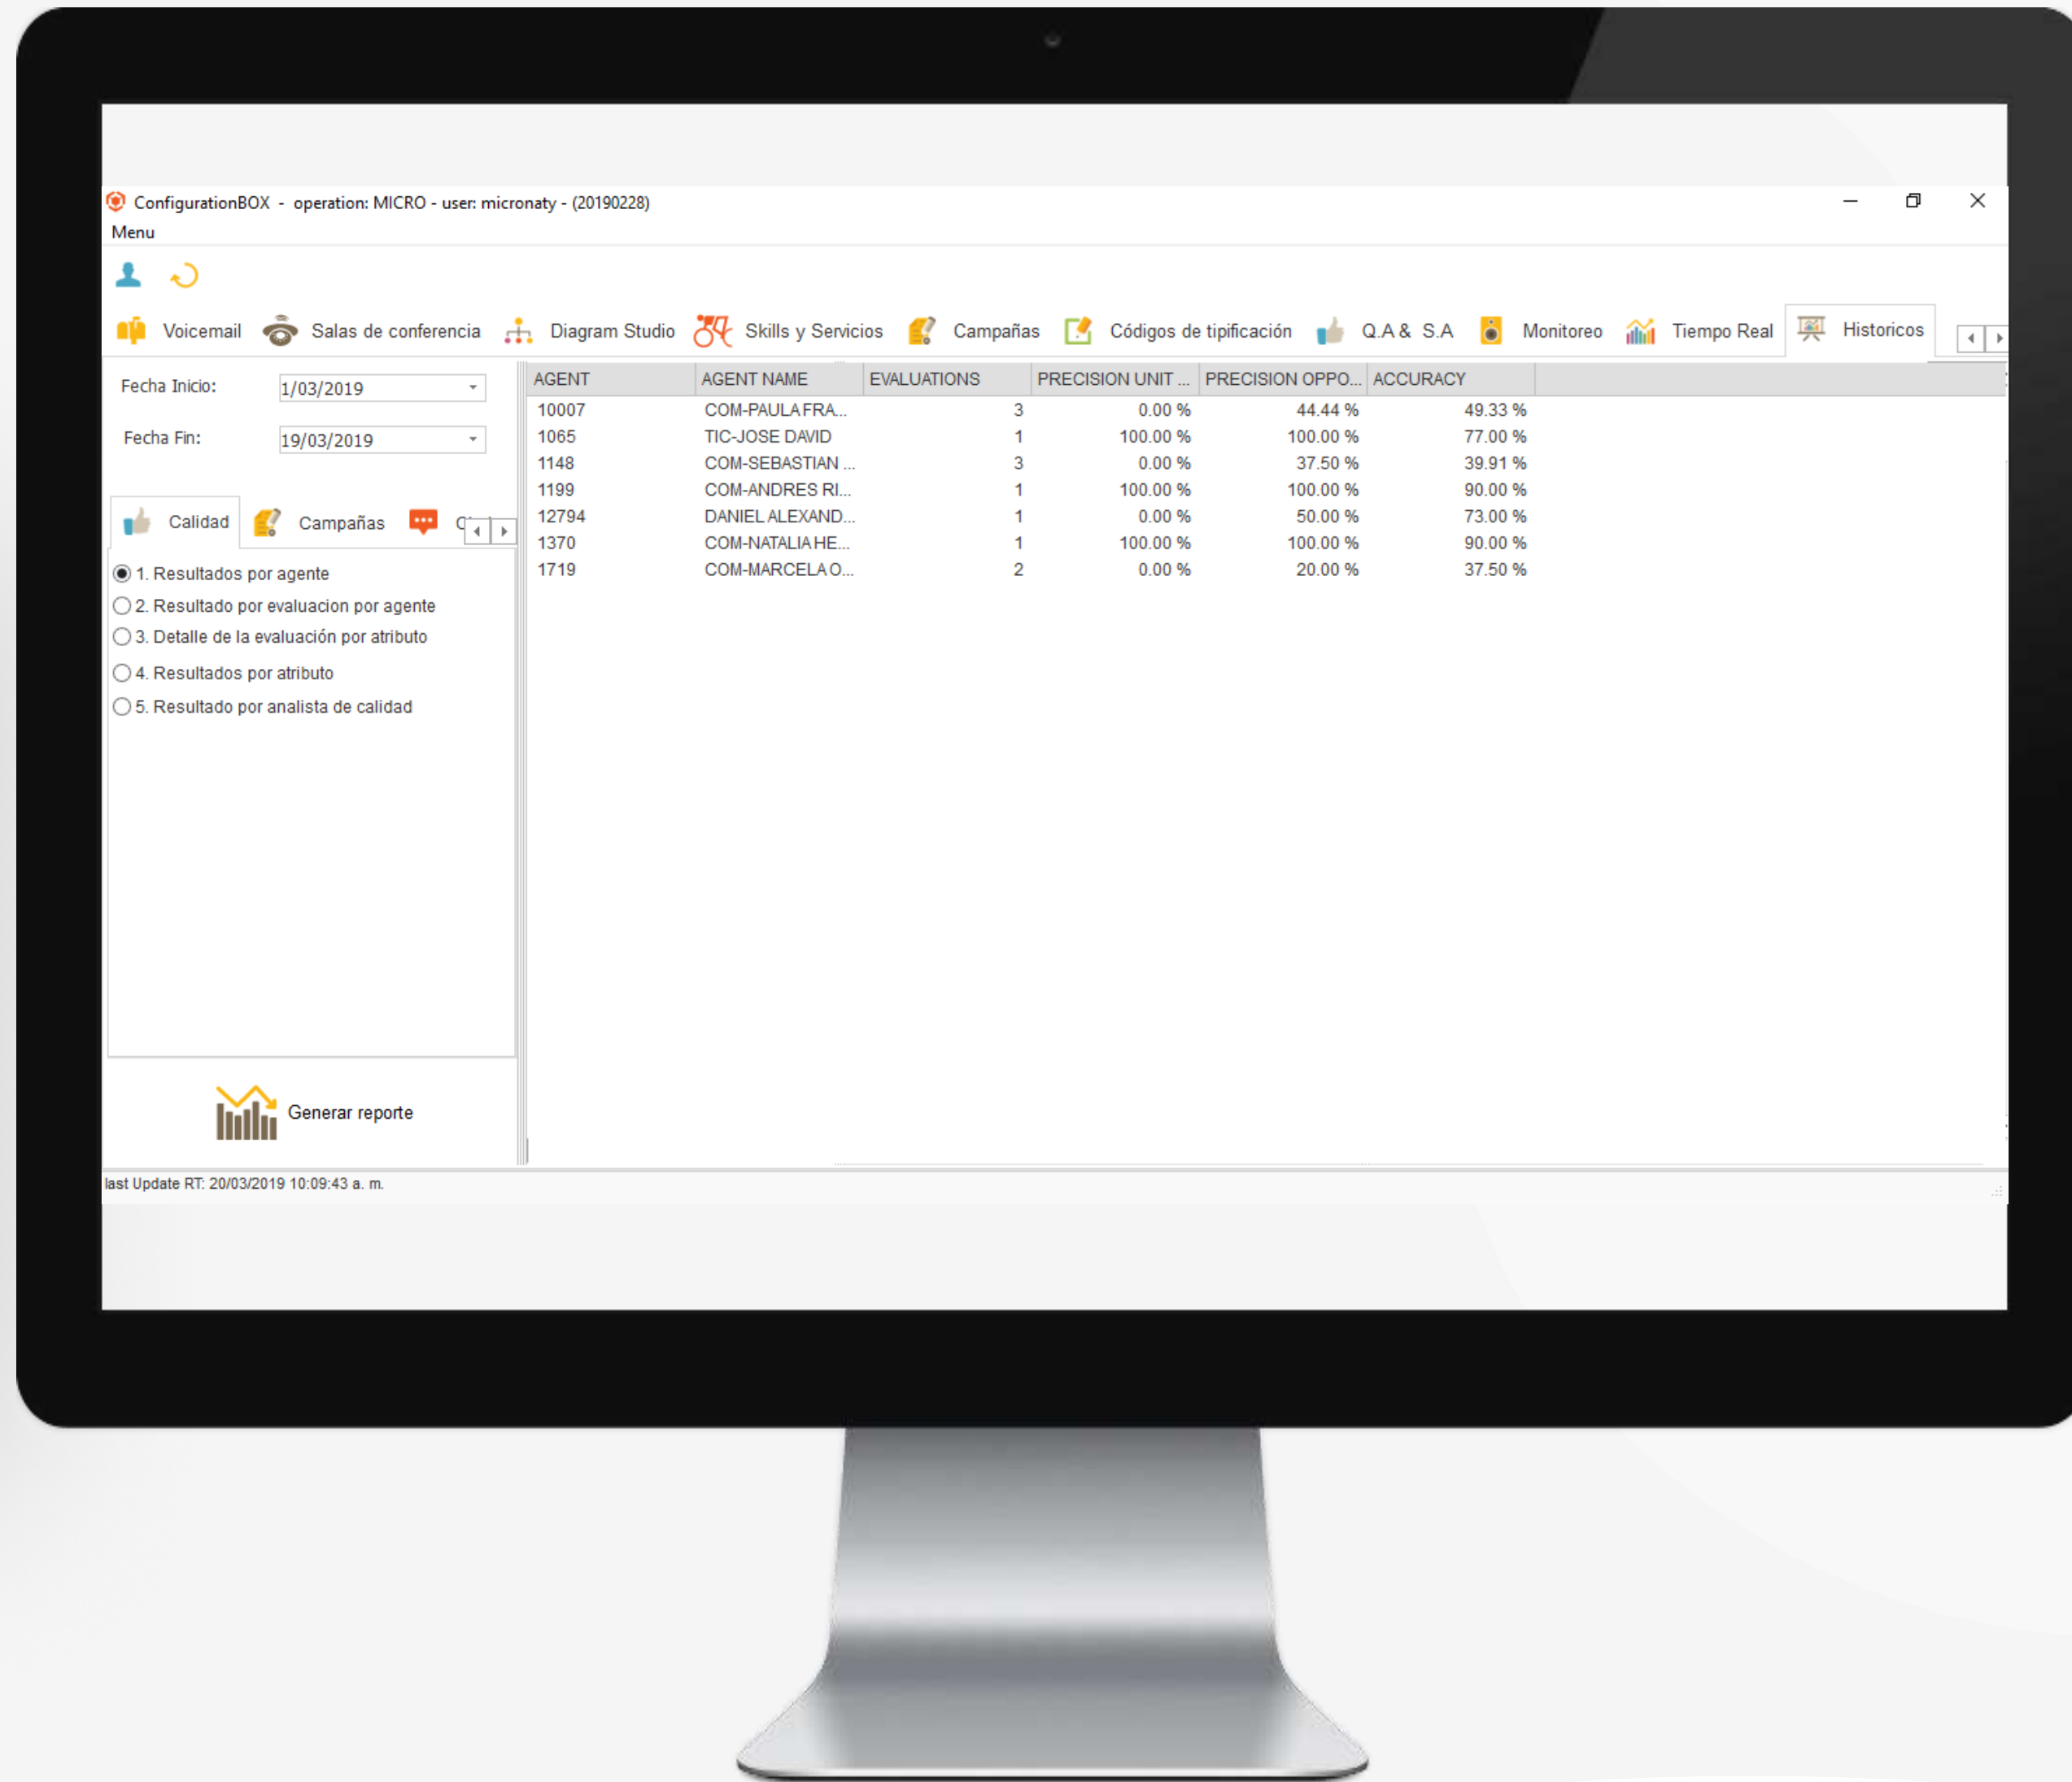 ConfigurationBOX - operation: MICRO - user: micronaty - (20190228)
Menu
Voicemail Salas de conferencia Diagram Studio Skills y Servicios Campañas Códigos de tipificación Q.A & S.A Monitoreo Tiempo Real Historicos
Fecha Inicio: 1/03/2019
Fecha Fin: 19/03/2019
Calidad Campañas
1. Resultados por agente
2. Resultado por evaluacion por agente
3. Detalle de la evaluación por atributo
4. Resultados por atributo
5. Resultado por analista de calidad
Generar reporte
AGENT AGENT NAME EVALUATIONS PRECISION UNIT ... PRECISION OPPO... ACCURACY
10007 COM-PAULA FRA... 3 0.00 % 44.44 % 49.33 %
1065 TIC-JOSE DAVID 1 100.00 % 100.00 % 77.00 %
1148 COM-SEBASTIAN ... 3 0.00 % 37.50 % 39.91 %
1199 COM-ANDRES RI... 1 100.00 % 100.00 % 90.00 %
12794 DANIEL ALEXAND... 1 0.00 % 50.00 % 73.00 %
1370 COM-NATALIA HE... 1 100.00 % 100.00 % 90.00 %
1719 COM-MARCELA O... 2 0.00 % 20.00 % 37.50 %
last Update RT: 20/03/2019 10:09:43 a. m.